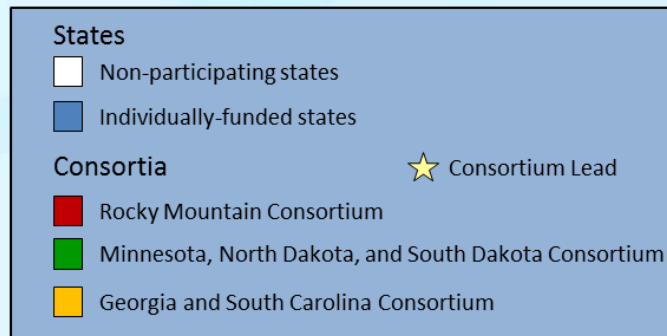 States
Non-participating states
Individually-funded states
Consortia
Consortium Lead
Rocky Mountain Consortium
Minnesota, North Dakota, and South Dakota Consortium
Georgia and South Carolina Consortium